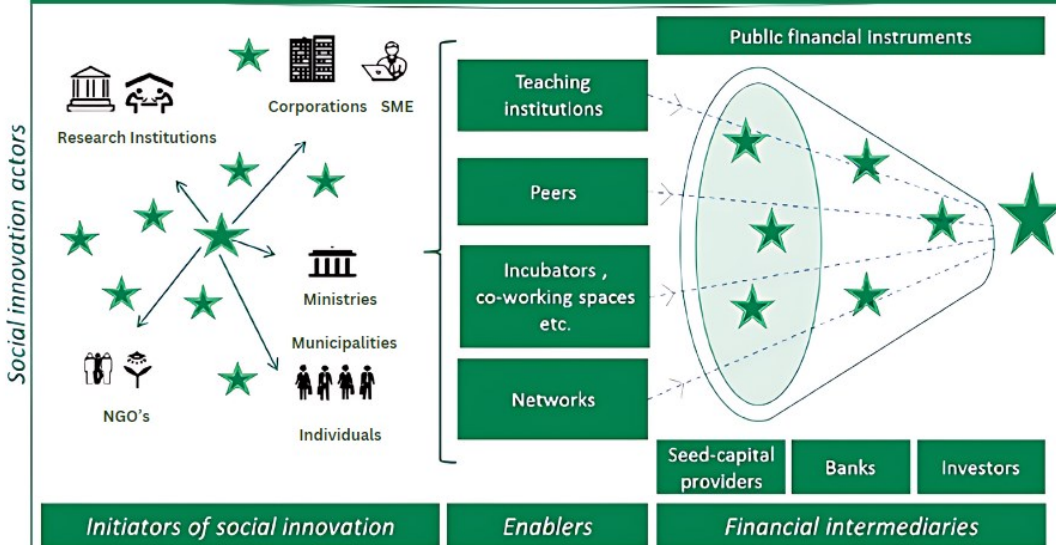 Social innovation actors
Research Institutions
Corporations SME
Ministries
Municipalities
NGO's
Individuals
Teaching
institutions
Peers
Incubators ,
co-working spaces
etc.
Networks
Public financial instruments
Seed-capital
providers
Banks
Investors
Initiators of social innovation
Enablers
Financial intermediaries